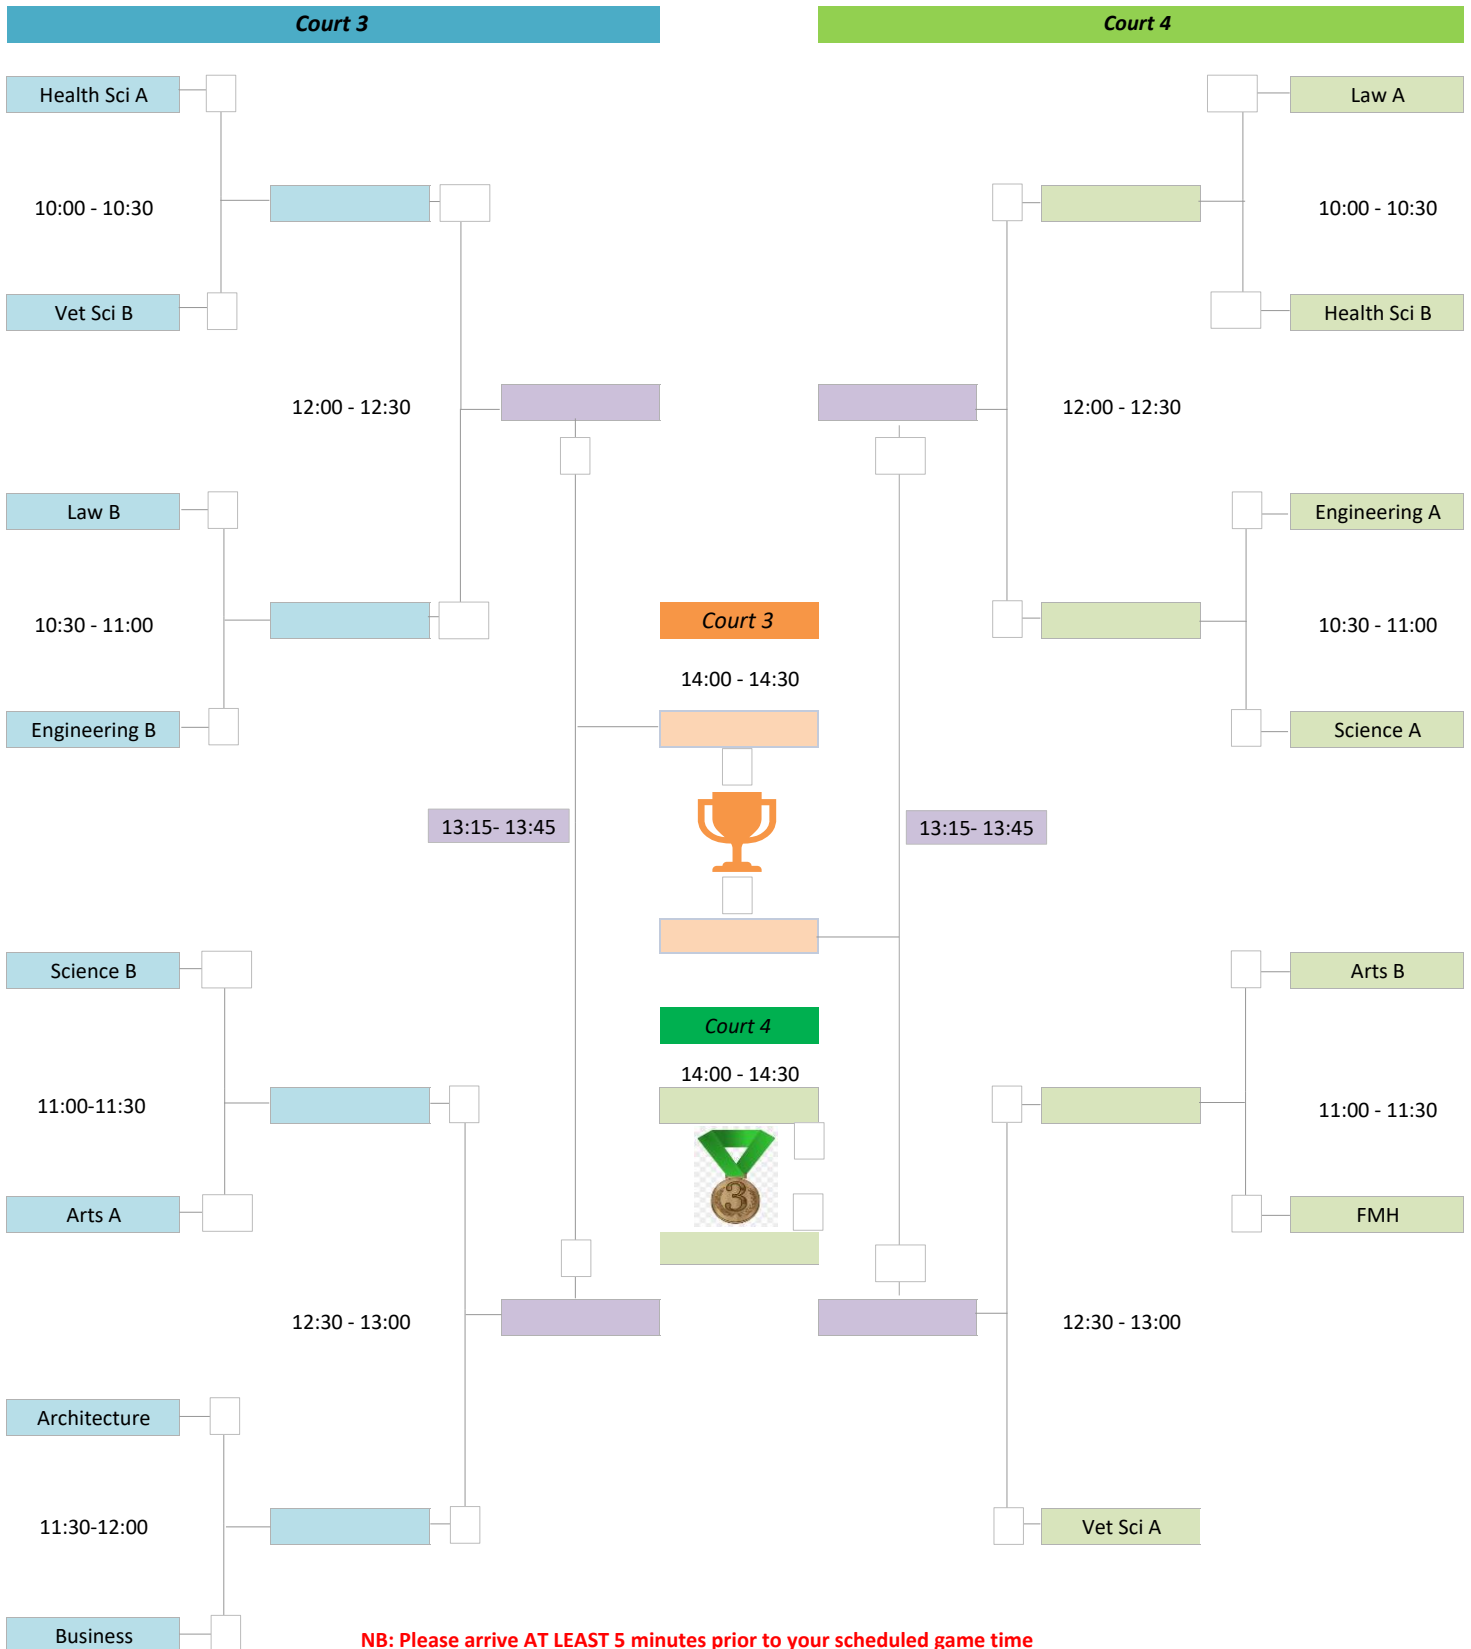 Court 3
Court 4
Health Sci A
Law A
10:00 - 10:30
10:00 - 10:30
Vet Sci B
Health Sci B
12:00 - 12:30
12:00 - 12:30
Law B
Engineering A
10:30 - 11:00
Court 3
10:30 - 11:00
14:00 - 14:30
Engineering B
Science A
13:15- 13:45
13:15- 13:45
Science B
Arts B
Court 4
14:00 - 14:30
11:00-11:30
11:00 - 11:30
3
Arts A
FMH
12:30 - 13:00
12:30 - 13:00
Architecture
11:30-12:00
Vet Sci A
Business
NB: Please arrive AT LEAST 5 minutes prior to your scheduled game time